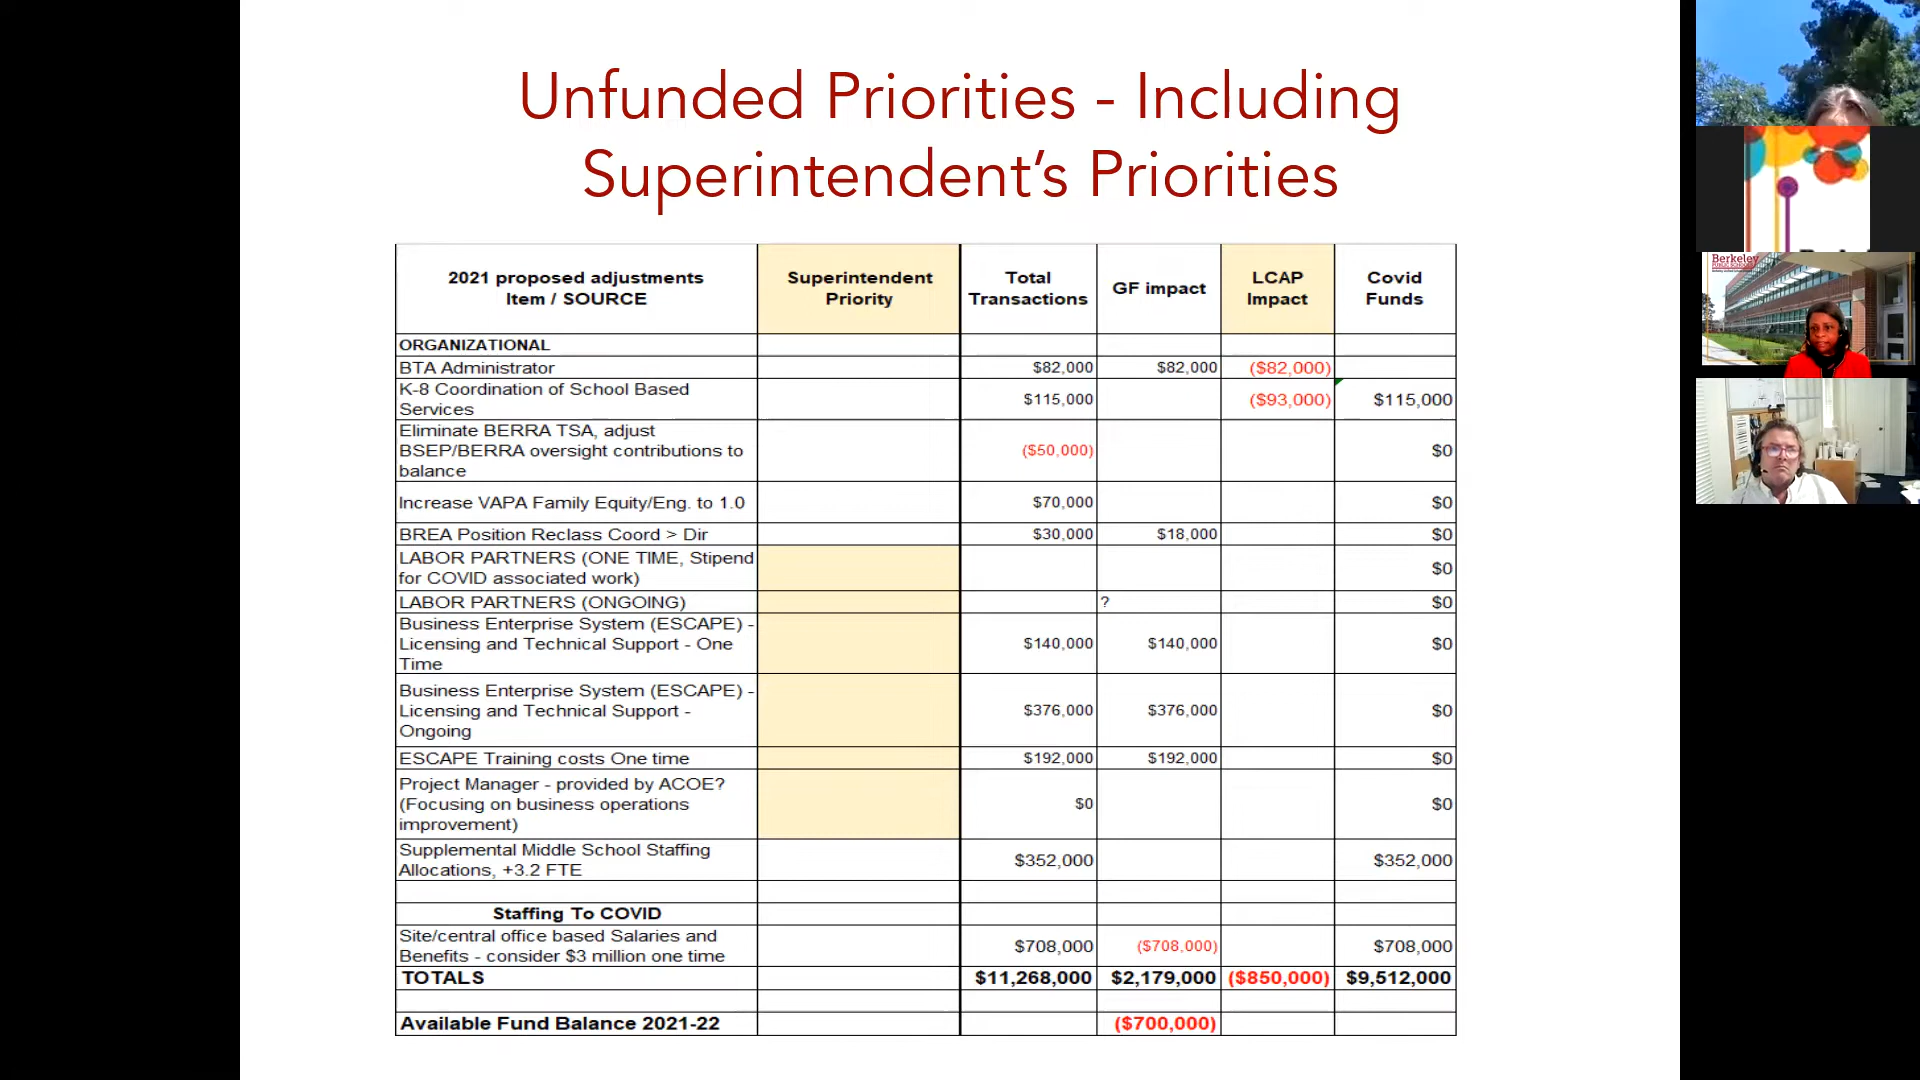 Unfunded Priorities - Including
Superintendent's Priorities
2021 proposed adjustments
Item / SOURCE
Superintendent
Priority
Total
Transactions
GF impact
LCAP
Impact
Covid
Funds
ORGANIZATIONAL
BTA Administrator $82,000 $82,000 ($82,000)
K-8 Coordination of School Based
Services
$115,000 ($93,000) $115,000
Eliminate BERRA TSA, adjust
BSEP/BERRA oversight contributions to
balance
($50,000) $0
Increase VAPA Family Equity/Eng. to 1.0 $70,000 $0
BREA Position Reclass Coord > Dir $30,000 $18,000 $0
LABOR PARTNERS (ONE TIME, Stipend
for COVID associated work)
$0
LABOR PARTNERS (ONGOING) ? $0
Business Enterprise System (ESCAPE) -
Licensing and Technical Support - One
Time
$140,000 $140,000 $0
Business Enterprise System (ESCAPE) -
Licensing and Technical Support -
Ongoing
$376,000 $376,000 $0
ESCAPE Training costs One time $192,000 $192,000 $0
Project Manager - provided by ACOE?
(Focusing on business operations
improvement)
$0 $0
Supplemental Middle School Staffing
Allocations, +3.2 FTE
$352,000 $352,000
Staffing To COVID
Site/central office based Salaries and
Benefits - consider $3 million one time
$708,000 ($708,000) $708,000
TOTALS $11,268,000 $2,179,000 ($850,000) $9,512,000
Available Fund Balance 2021-22 ($700,000)
Berkeley